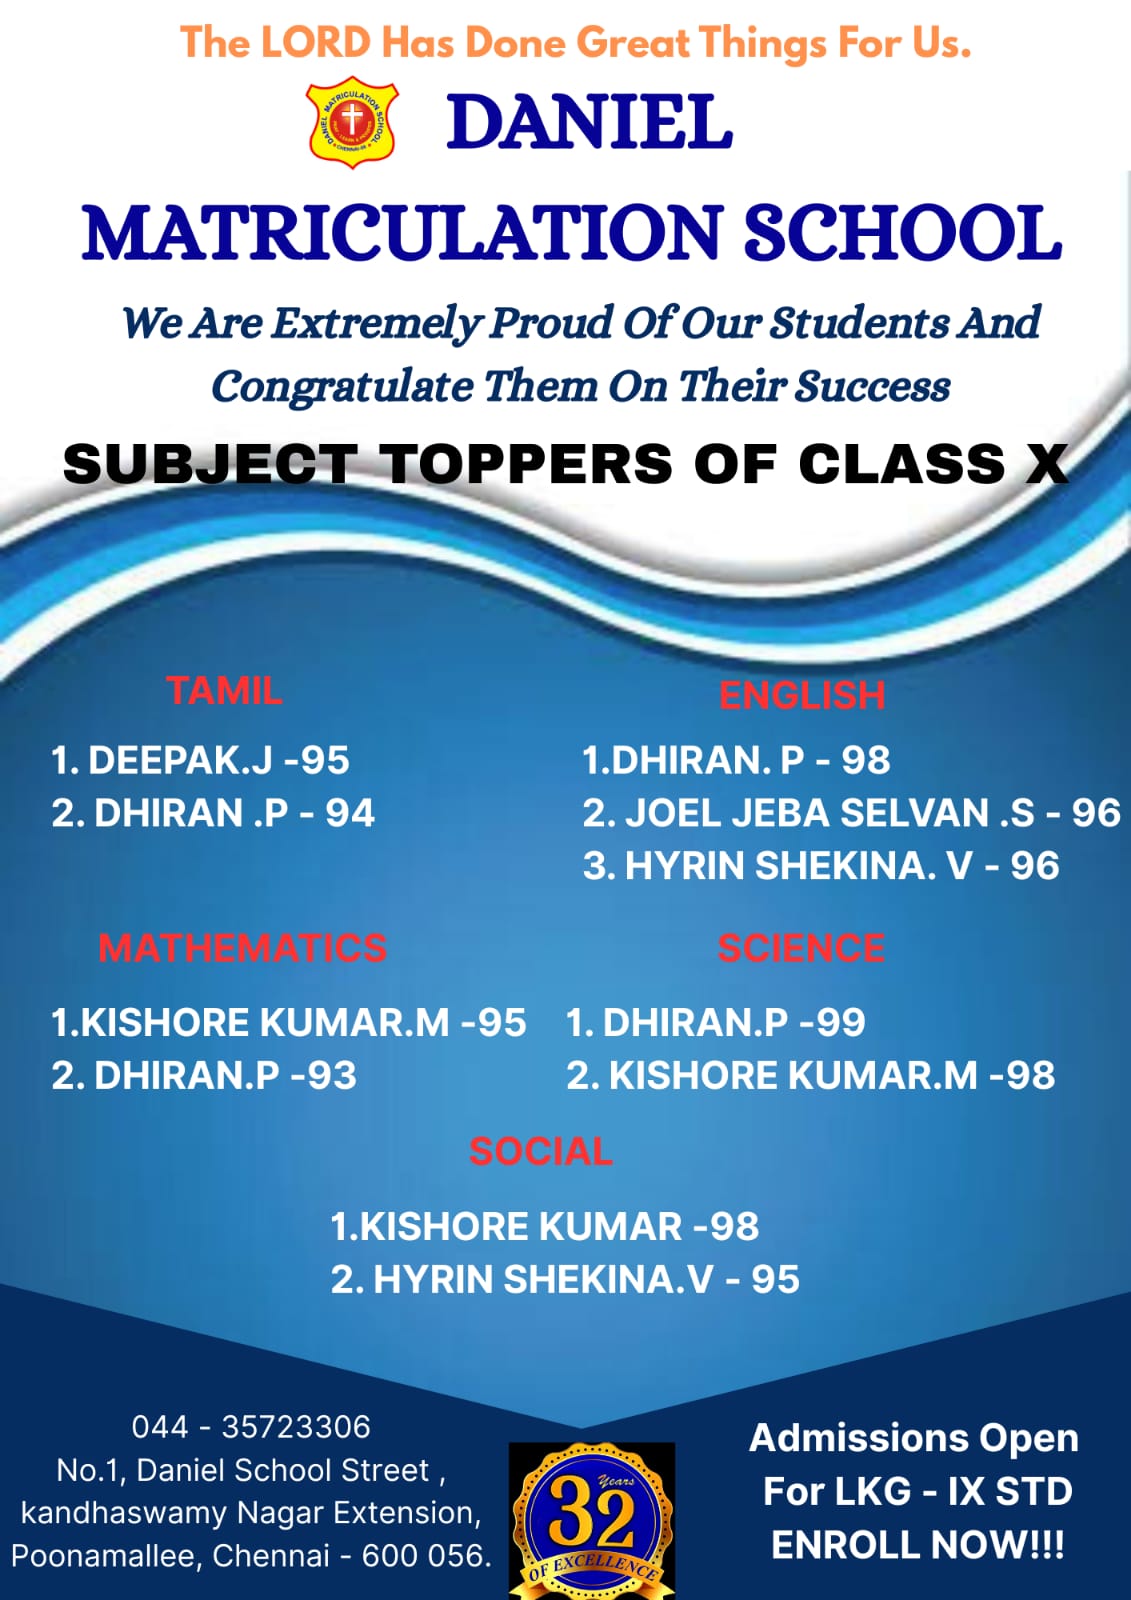 The LORD Has Done Great Things For Us.
DANIEL MATRICULATION SCHOOL
CHENNAI-56
DANIEL
MATRICULATION SCHOOL
We Are Extremely Proud Of Our Students And
Congratulate Them On Their Success
SUBJECT TOPPERS OF CLASS X
TAMIL
1. DEEPAK.J -95
2. DHIRAN .P - 94
ENGLISH
1.DHIRAN. P - 98
2. JOEL JEBA SELVAN .S - 96
3. HYRIN SHEKINA. V - 96
MATHEMATICS
1.KISHORE KUMAR.M -95
2. DHIRAN.P -93
SCIENCE
1. DHIRAN.P -99
2. KISHORE KUMAR.M -98
SOCIAL
1.KISHORE KUMAR -98
2. HYRIN SHEKINA.V - 95
044 - 35723306
No.1, Daniel School Street ,
kandhaswamy Nagar Extension,
Poonamallee, Chennai - 600 056.
32 Years
OF EXCELLENCE
Admissions Open
For LKG - IX STD
ENROLL NOW!!!